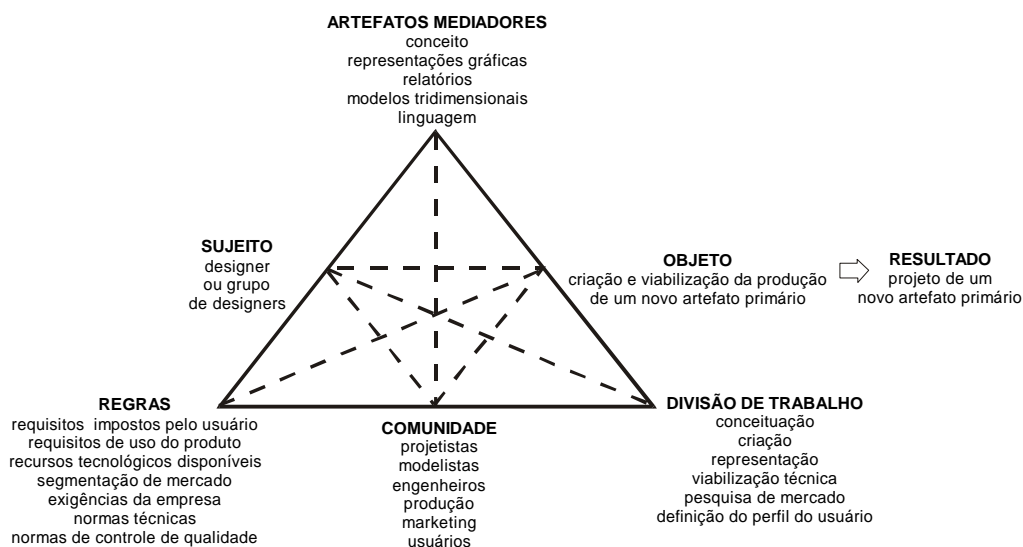 ARTEFATOS MEDIADORES
conceito
representações gráficas
relatórios
modelos tridimensionais
linguagem
SUJEITO
designer
ou grupo
de designers
OBJETO
criação e viabilização da produção
de um novo artefato primário
RESULTADO
projeto de um
novo artefato primário
REGRAS
requisitos impostos pelo usuário
requisitos de uso do produto
recursos tecnológicos disponíveis
segmentação de mercado
exigências da empresa
normas técnicas
normas de controle de qualidade
COMUNIDADE
projetistas
modelistas
engenheiros
produção
marketing
usuários
DIVISÃO DE TRABALHO
conceituação
criação
representação
viabilização técnica
pesquisa de mercado
definição do perfil do usuário